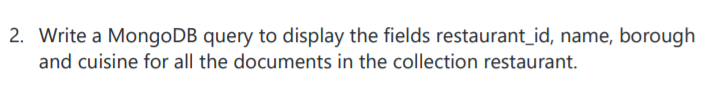 2. Write a MongoDB query to display the fields restaurant_id, name, borough
and cuisine for all the documents in the collection restaurant.